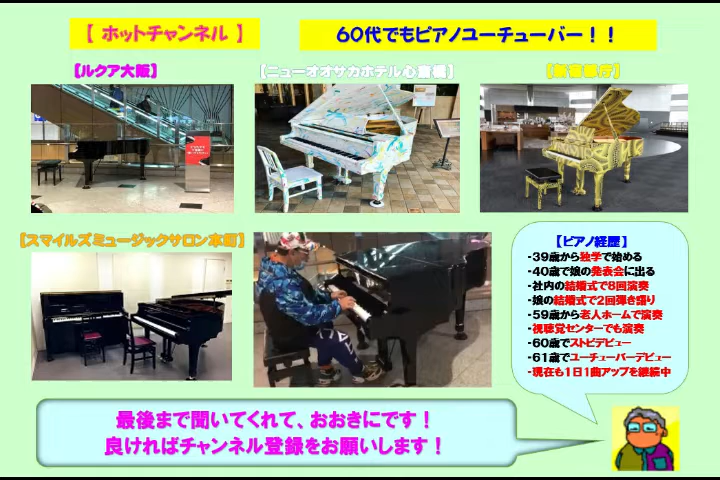 【 ホットチャンネル 】
60代でもピアノユーチューバー！！
【ルクア大阪】
【ニューオオサカホテル心斎橋】
【新宿都庁】
【スマイルズミュージックサロン本町】
【ピアノ経歴】
・39歳から独学で始める
・40歳で娘の発表会に出る
・社内の結婚式で8回演奏
・娘の結婚式で2回弾き語り
・59歳から老人ホームで演奏
・視聴覚センターでも演奏
・60歳でストピデビュー
・61歳でユーチューバーデビュー
・現在も1日1曲アップを継続中
最後まで聞いてくれて、おおきにです！
良ければチャンネル登録をお願いします！